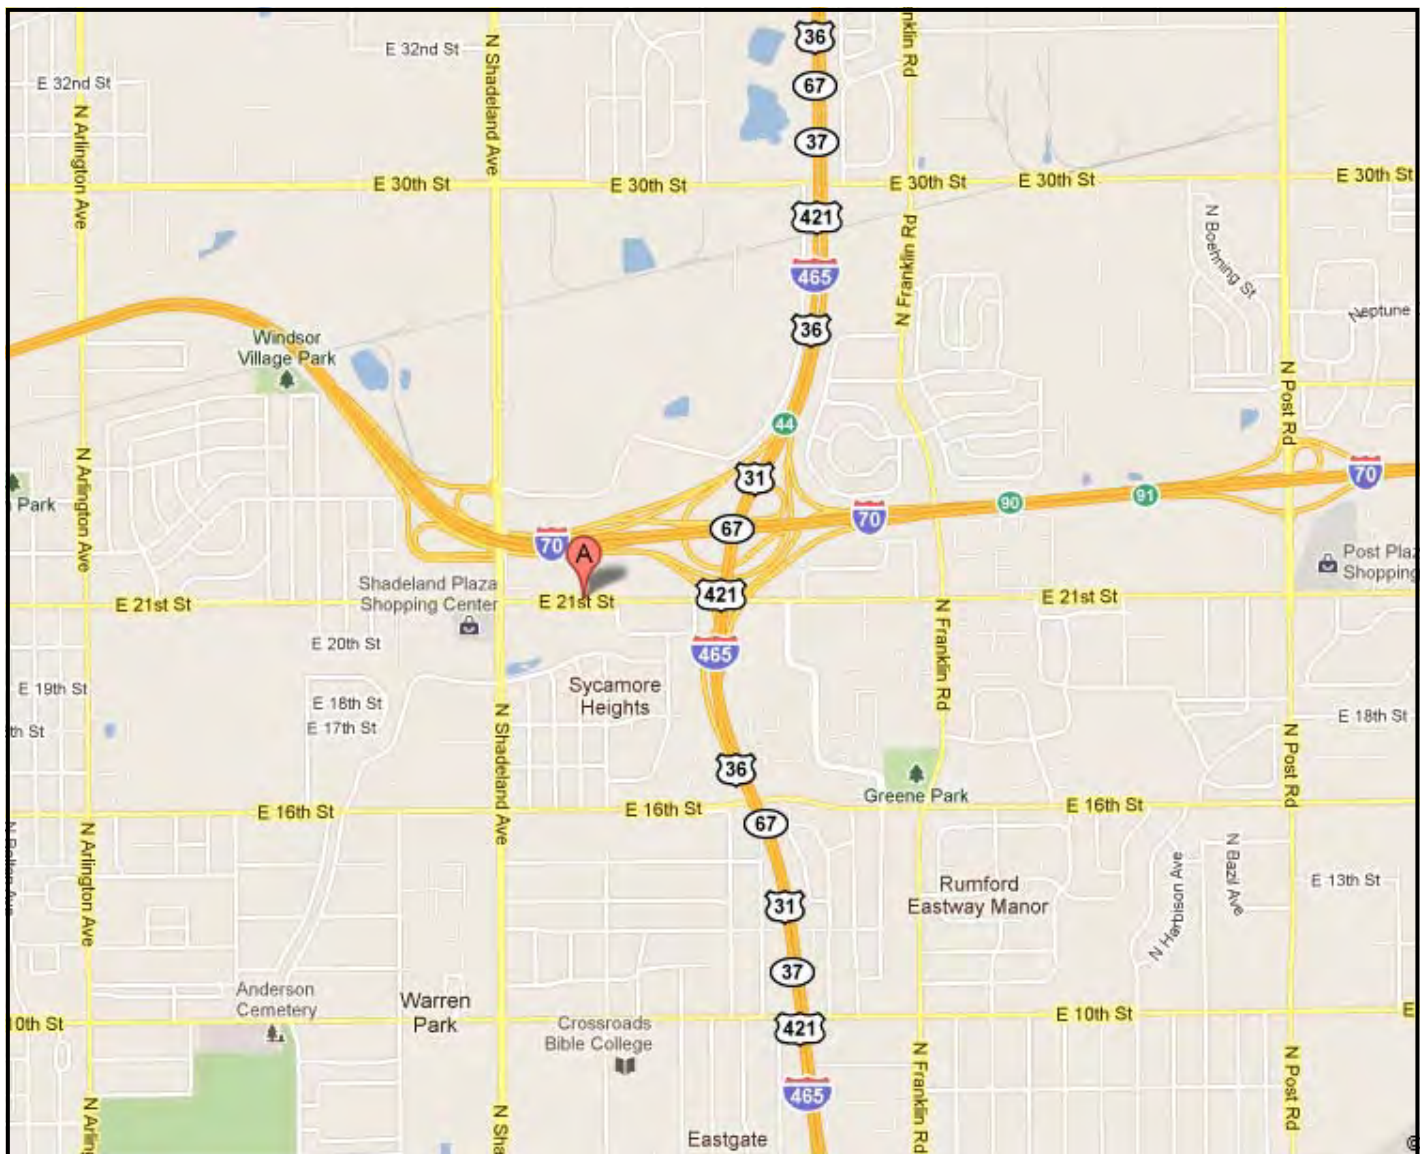 36
nklin Rd
E 32nd St
N Shadeland Ave
E 32nd St
67
N Arlington Ave
37
E 30th St
E 30th St
E 30th St
E 30th St
E 30th St
421
N Boehning St
N Franklin Rd
465
36
Neptune
Windsor
Village Park
N Post Rd
44
N Arlington Ave
31
70
Park
90
91
67
70
70
A
Post Plaz
Shopping
Shadeland Plaza
Shopping Center
421
E 21st St
E 21st St
E 21st St
N Franklin Rd
E 20th St
465
E 19th St
Sycamore
Heights
E 18th St
E 18th St
th St
E 17th St
N Shadeland Ave
N Post Rd
36
Greene Park
E 16th St
E 16th St
E 16th St
67
N Arlington Ave
N Harbison Ave
N Bazil Ave
Rumford
Eastway Manor
E 13th St
31
37
Anderson
Cemetery
Warren
Park
10th St
Crossroads
Bible College
421
E 10th St
E
N Franklin Rd
N Post Rd
465
N Arling
N Sha
Eastgate
©